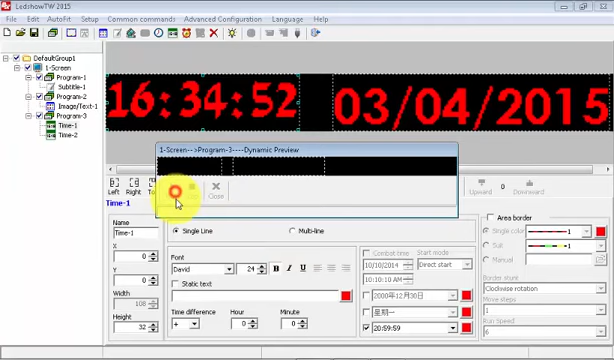 LedshowTW 2015
File Edit AutoFix Setup Common commands Advanced Configuration Language Help
DefaultGroup1
1-Screen
Program-1
Subtitle-1
Program-2
Image/Text-1
Program-3
Time-1
Time-2
16:34:52 03/04/2015
1-Screen-->Program-3----Dynamic Preview
Close
Left Right Upward 0 Downward
Time-1
Name
Time-1
X
0
Y
0
Width
108
Height
32
Single Line Multi-line
Font
David 24 B I U
Static text
Time difference Hour Minute
+ 0 0
Combat time Start mode
10/10/2014 Direct start
10:10:10 AM
2000年12月30日
星期一
20:59:59
Area border
Single color 1
Sub 1
Manual
Border stunt
Clockwise rotation
Move steps
1
Run Speed
6